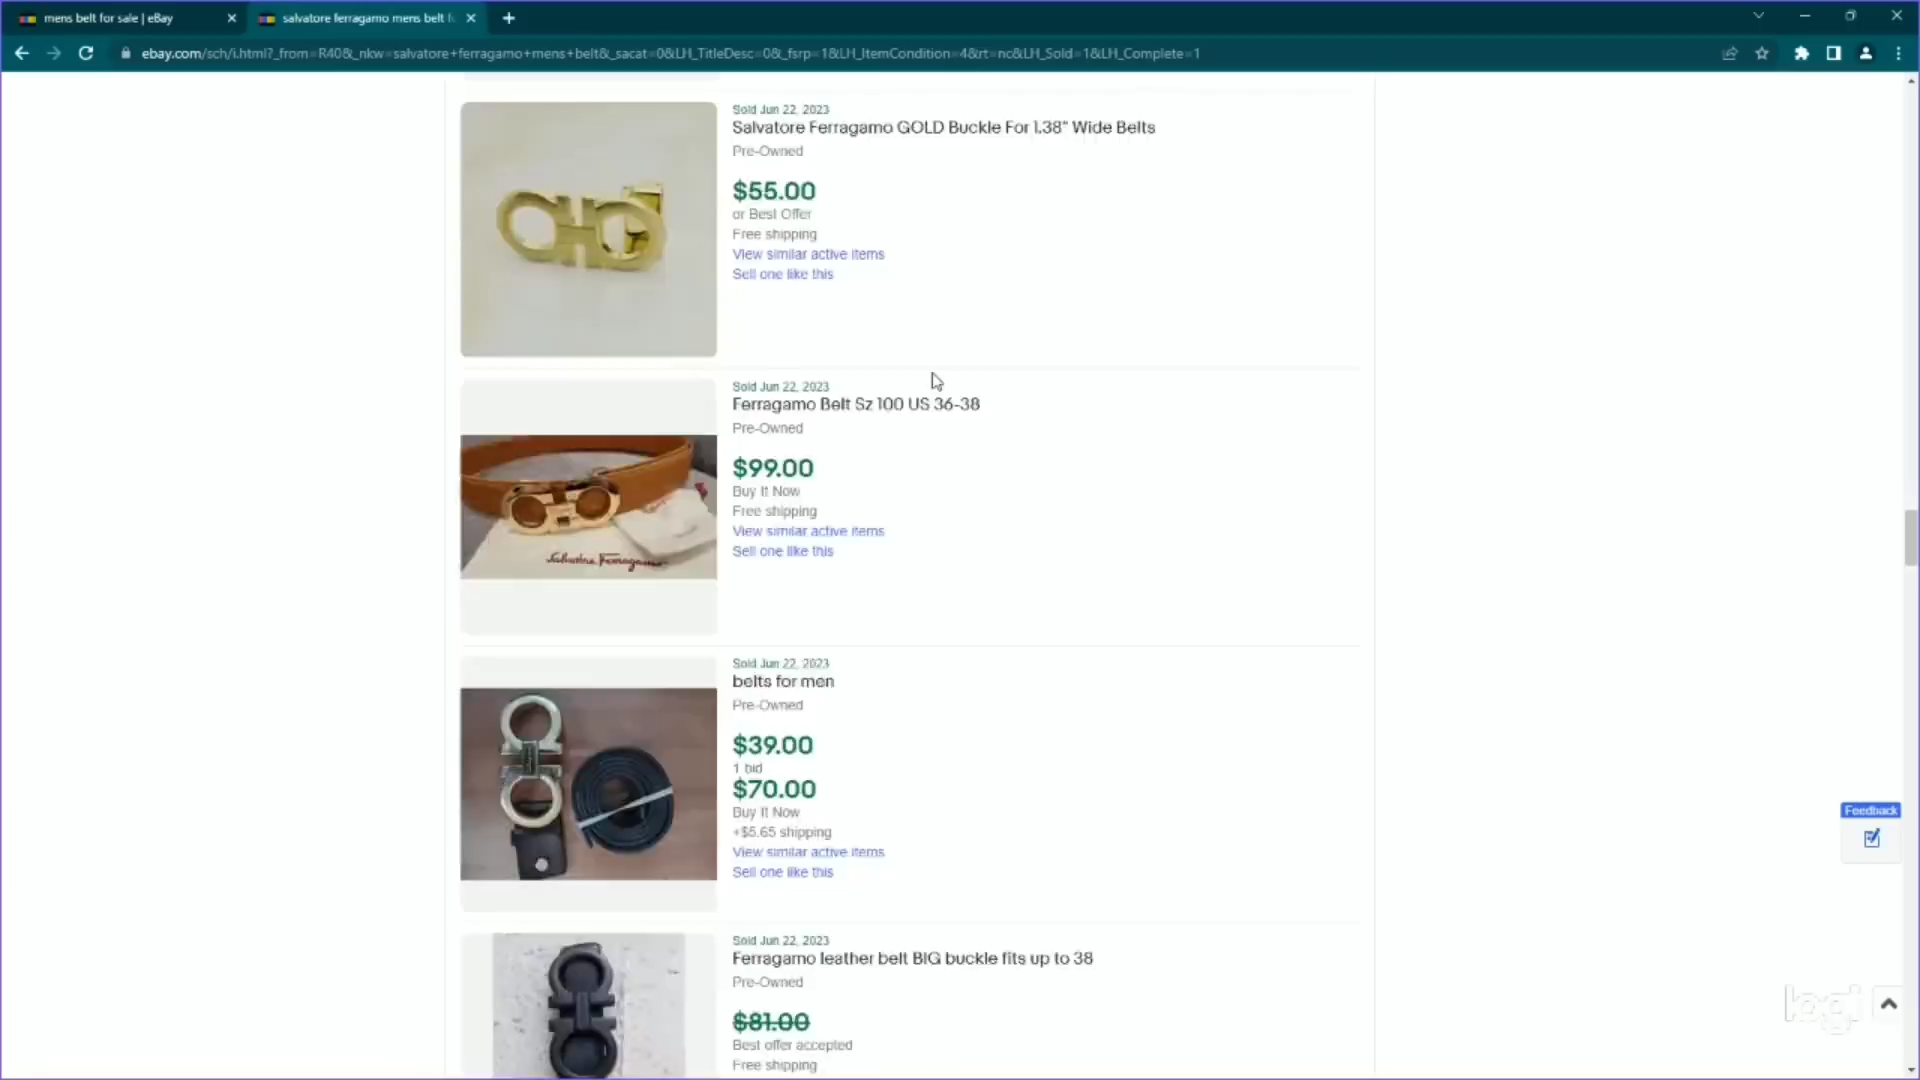 mens belt for sale | eBay
salvatore ferragamo mens belt f
ebay.com/sch/i.html?_from=R40&_nkw=salvatore+ferragamo+mens+belt&_sacat=0&LH_TitleDesc=0&_fsrp=1&LH_ItemCondition=4&rt=nc&LH_Sold=1&LH_Complete=1
Sold Jun 22, 2023
Salvatore Ferragamo GOLD Buckle For 1.38" Wide Belts
Pre-Owned
$55.00
or Best Offer
Free shipping
View similar active items
Sell one like this
Sold Jun 22, 2023
Ferragamo Belt Sz 100 US 36-38
Pre-Owned
$99.00
Buy It Now
Free shipping
View similar active items
Sell one like this
Salvatore Ferragamo
Sold Jun 22, 2023
belts for men
Pre-Owned
$39.00
1 bid
$70.00
Buy It Now
+$5.65 shipping
View similar active items
Sell one like this
Feedback
Sold Jun 22, 2023
Ferragamo leather belt BIG buckle fits up to 38
Pre-Owned
$81.00
Best offer accepted
Free shipping
logi